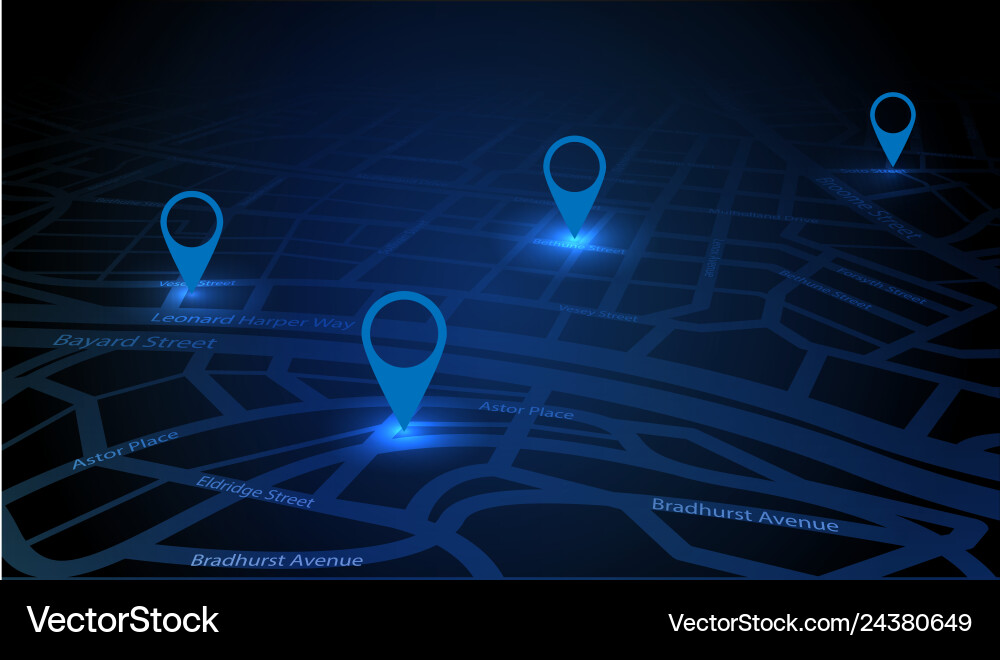 Broome Street
Bethune Street
Forsyth Street
Vesey Street
Vesey Street
Leonard Harper Way
Bayard Street
Astor Place
Astor Place
Eldridge Street
Bradhurst Avenue
Bradhurst Avenue
VectorStock
VectorStock.com/24380649